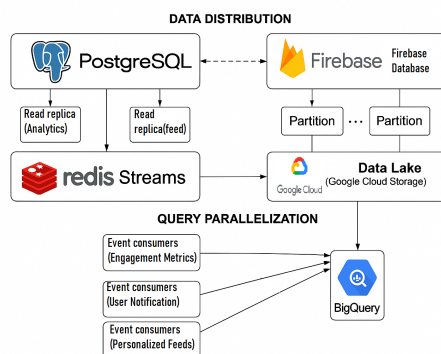 DATA DISTRIBUTION
PostgreSQL
Firebase
Firebase
Database
Read replica
(Analytics)
Read
replica(feed)
Partition
...
Partition
redis Streams
Google Cloud
Data Lake
(Google Cloud Storage)
QUERY PARALLELIZATION
Event consumers
(Engagement Metrics)
Event consumers
(User Notification)
Event consumers
(Personalized Feeds)
BigQuery